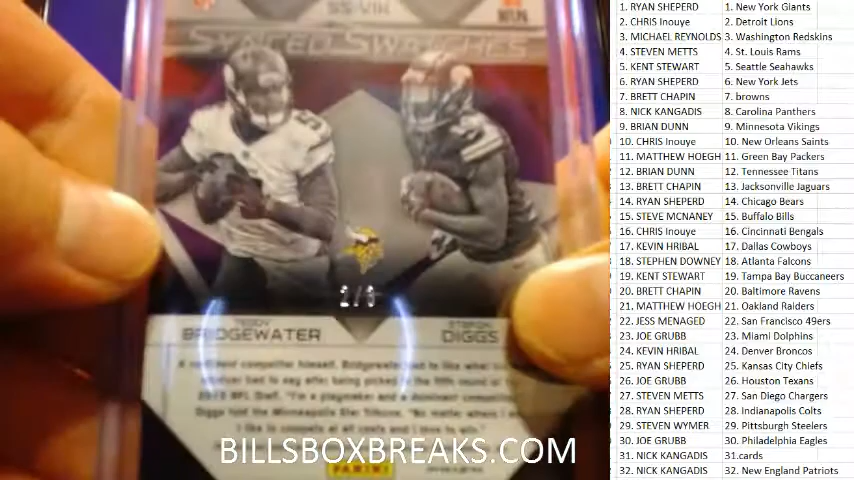 SS-VIK
SYNCED SWATCHES
2/3
TEDDY
BRIDGEWATER
STEFON
DIGGS
BILLSBOXBREAKS.COM
PANINI
1. RYAN SHEPERD 1. New York Giants
2. CHRIS Inouye 2. Detroit Lions
3. MICHAEL REYNOLDS 3. Washington Redskins
4. STEVEN METTS 4. St. Louis Rams
5. KENT STEWART 5. Seattle Seahawks
6. RYAN SHEPERD 6. New York Jets
7. BRETT CHAPIN 7. browns
8. NICK KANGADIS 8. Carolina Panthers
9. BRIAN DUNN 9. Minnesota Vikings
10. CHRIS Inouye 10. New Orleans Saints
11. MATTHEW HOEGH 11. Green Bay Packers
12. BRIAN DUNN 12. Tennessee Titans
13. BRETT CHAPIN 13. Jacksonville Jaguars
14. RYAN SHEPERD 14. Chicago Bears
15. STEVE MCNANEY 15. Buffalo Bills
16. CHRIS Inouye 16. Cincinnati Bengals
17. KEVIN HRIBAL 17. Dallas Cowboys
18. STEPHEN DOWNEY 18. Atlanta Falcons
19. KENT STEWART 19. Tampa Bay Buccaneers
20. BRETT CHAPIN 20. Baltimore Ravens
21. MATTHEW HOEGH 21. Oakland Raiders
22. JESS MENAGED 22. San Francisco 49ers
23. JOE GRUBB 23. Miami Dolphins
24. KEVIN HRIBAL 24. Denver Broncos
25. RYAN SHEPERD 25. Kansas City Chiefs
26. JOE GRUBB 26. Houston Texans
27. STEVEN METTS 27. San Diego Chargers
28. RYAN SHEPERD 28. Indianapolis Colts
29. STEVEN WYMER 29. Pittsburgh Steelers
30. JOE GRUBB 30. Philadelphia Eagles
31. NICK KANGADIS 31.cards
32. NICK KANGADIS 32. New England Patriots